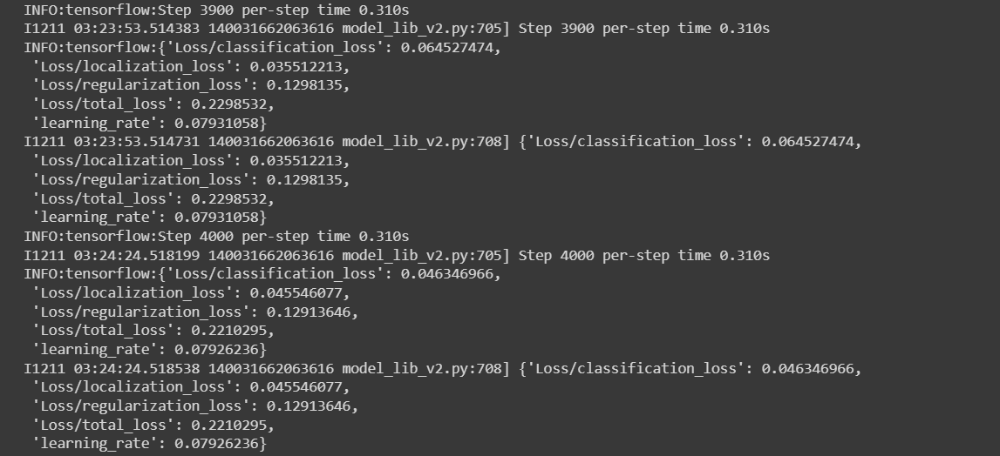 INFO:tensorflow:Step 3900 per-step time 0.310s
I1211 03:23:53.514383 140031662063616 model_lib_v2.py:705] Step 3900 per-step time 0.310s
INFO:tensorflow:{'Loss/classification_loss': 0.064527474,
'Loss/localization_loss': 0.035512213,
'Loss/regularization_loss': 0.1298135,
'Loss/total_loss': 0.2298532,
'learning_rate': 0.07931058}
I1211 03:23:53.514731 140031662063616 model_lib_v2.py:708] {'Loss/classification_loss': 0.064527474,
'Loss/localization_loss': 0.035512213,
'Loss/regularization_loss': 0.1298135,
'Loss/total_loss': 0.2298532,
'learning_rate': 0.07931058}
INFO:tensorflow:Step 4000 per-step time 0.310s
I1211 03:24:24.518199 140031662063616 model_lib_v2.py:705] Step 4000 per-step time 0.310s
INFO:tensorflow:{'Loss/classification_loss': 0.046346966,
'Loss/localization_loss': 0.045546077,
'Loss/regularization_loss': 0.12913646,
'Loss/total_loss': 0.2210295,
'learning_rate': 0.07926236}
I1211 03:24:24.518538 140031662063616 model_lib_v2.py:708] {'Loss/classification_loss': 0.046346966,
'Loss/localization_loss': 0.045546077,
'Loss/regularization_loss': 0.12913646,
'Loss/total_loss': 0.2210295,
'learning_rate': 0.07926236}